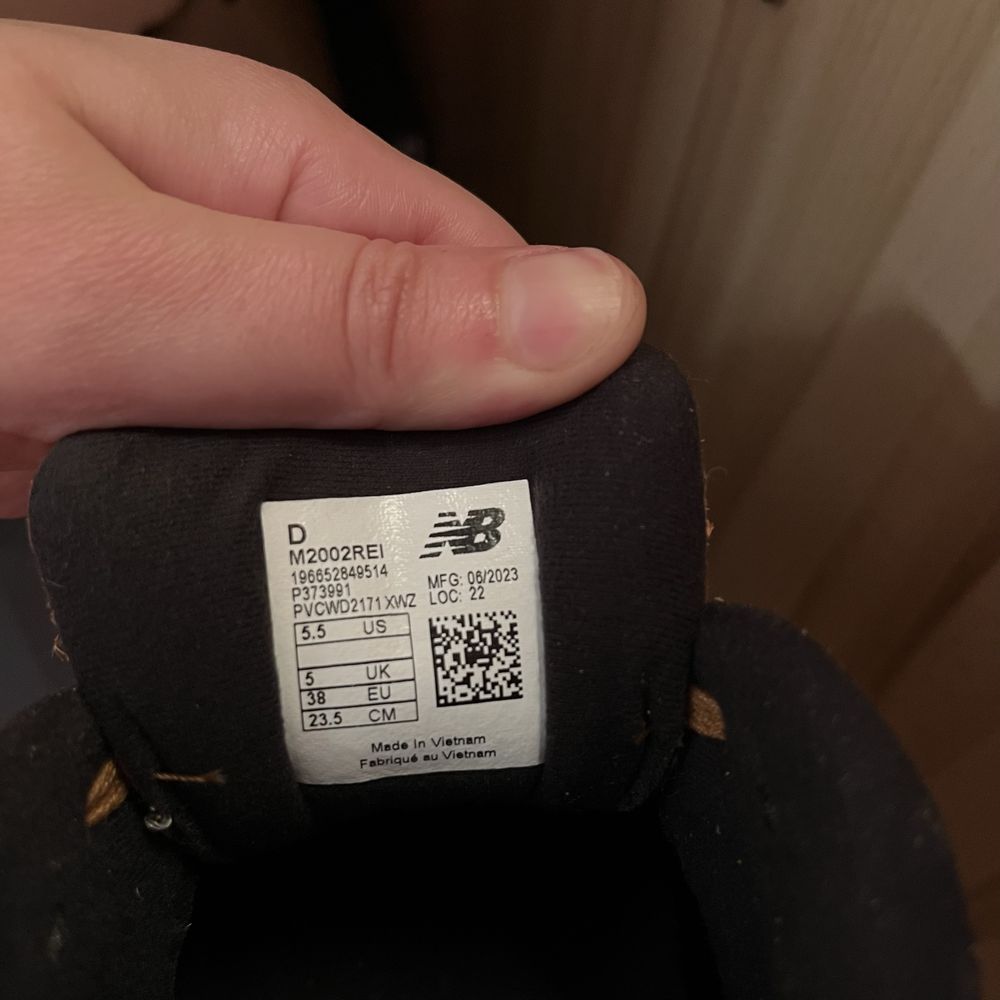 D
M2002REI
196652849514
P373991
PVCWD2171 XWZ
NB
MFG: 06/2023
LOC: 22
5.5 US
5 UK
38 EU
23.5 CM
Made In Vietnam
Fabriqué au Vietnam